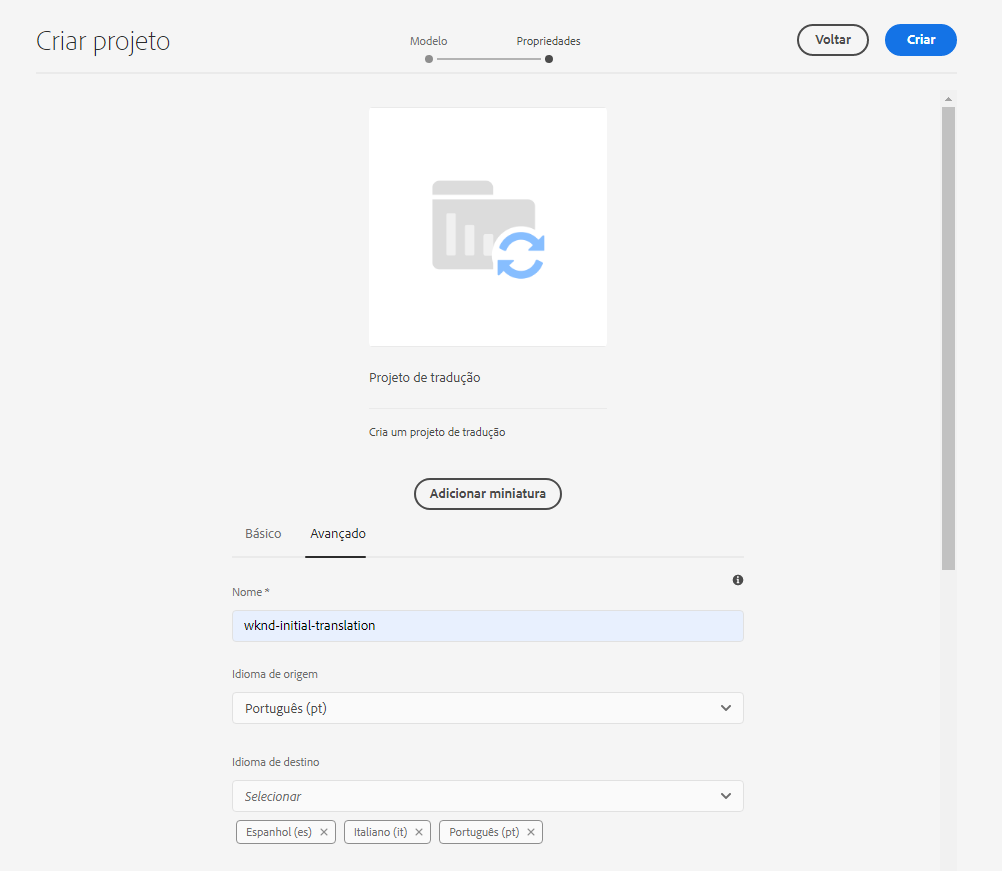 Criar projeto
Modelo
Propriedades
Voltar
Criar
Projeto de tradução
Cria um projeto de tradução
Adicionar miniatura
Básico
Avançado
Nome *
wknd-initial-translation
Idioma de origem
Português (pt)
Idioma de destino
Selecionar
Espanhol (es)
Italiano (it)
Português (pt)